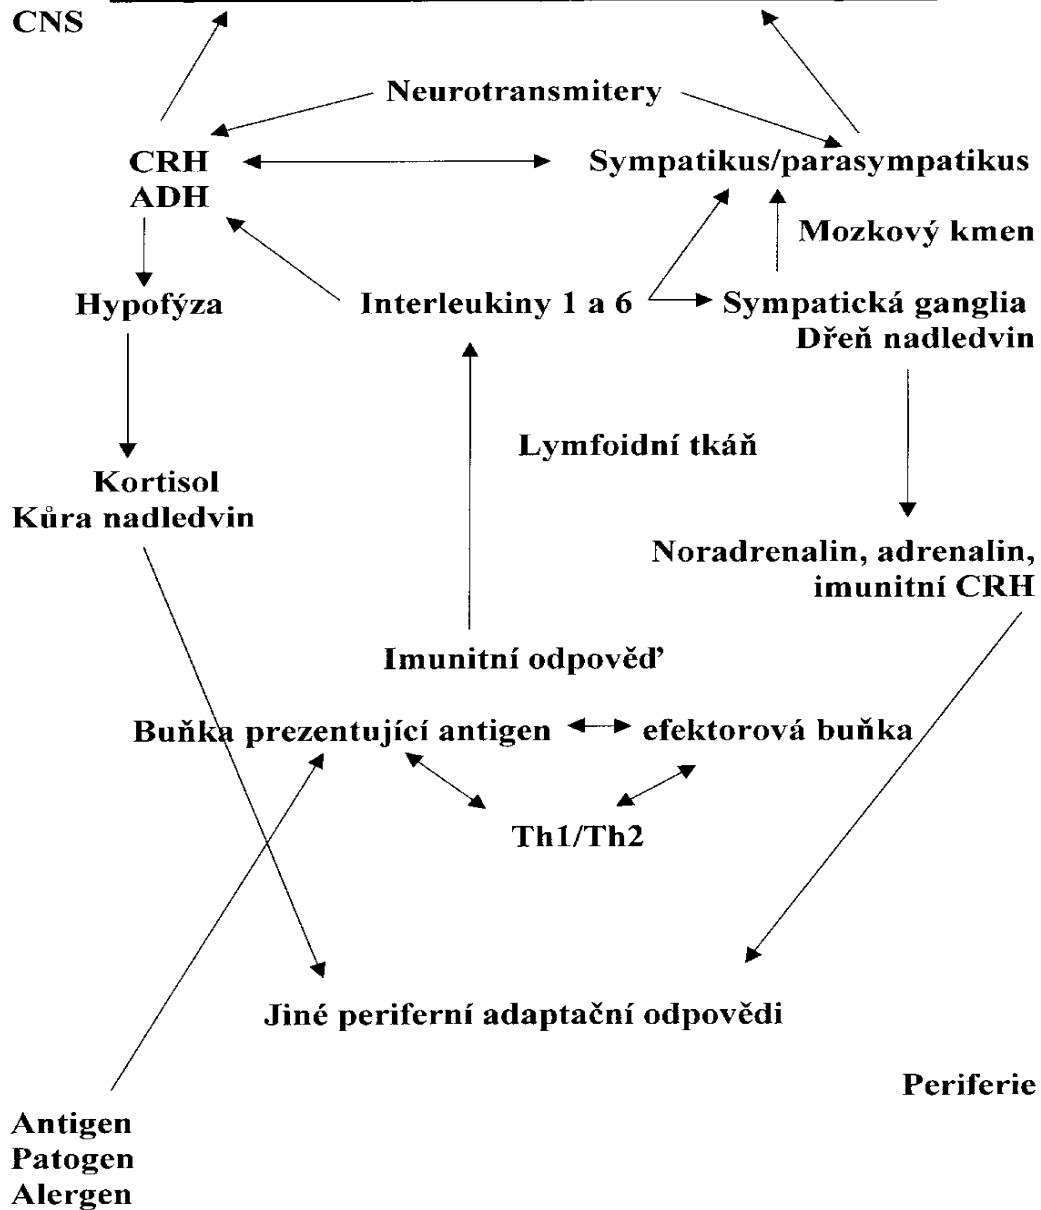 CNS
Neurotransmitery
CRH
ADH
Sympatikus/parasympatikus
Mozkový kmen
Hypofýza
Interleukiny 1 a 6
Sympatická ganglia
Dřeň nadledvin
Lymfoidní tkáň
Kortisol
Kůra nadledvin
Noradrenalin, adrenalin,
imunitní CRH
Imunitní odpověď
Buňka prezentující antigen
efektorová buňka
Th1/Th2
Jiné periferní adaptační odpovědi
Periferie
Antigen
Patogen
Alergen